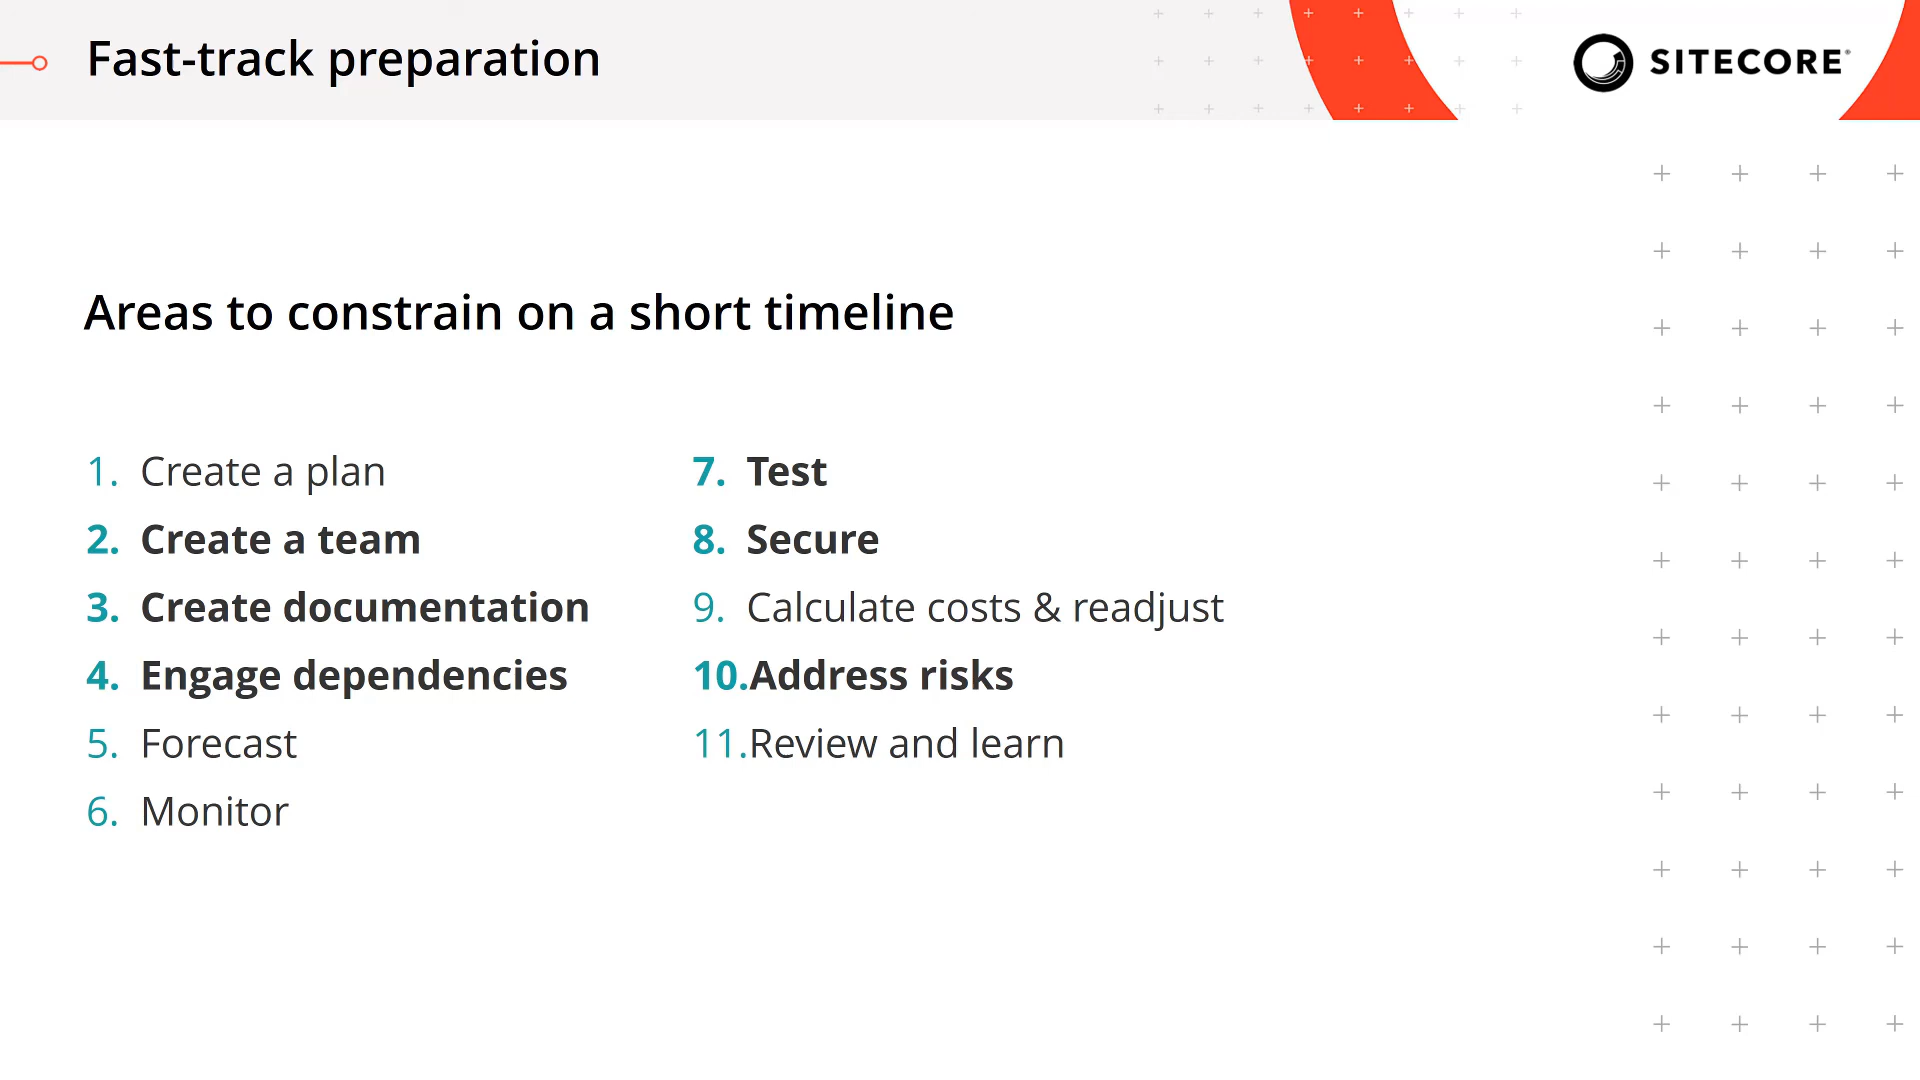 Fast-track preparation
SITECORE
Areas to constrain on a short timeline
1. Create a plan
2. Create a team
3. Create documentation
4. Engage dependencies
5. Forecast
6. Monitor
7. Test
8. Secure
9. Calculate costs & readjust
10.Address risks
11.Review and learn